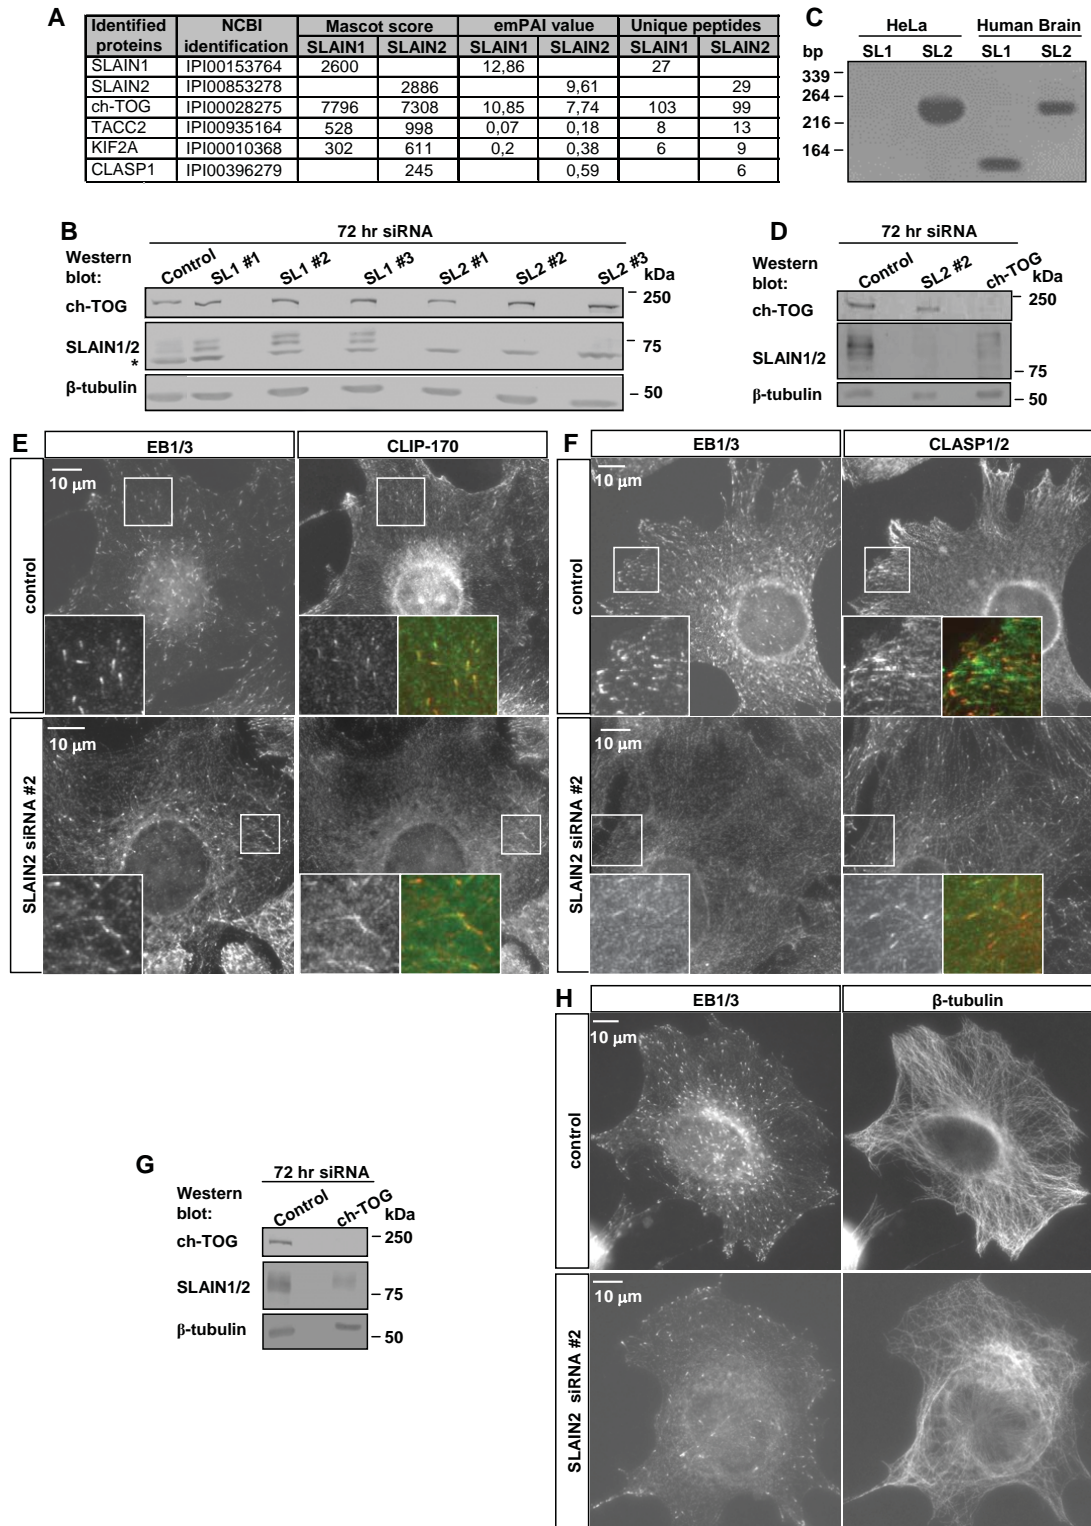 A
Identified proteins NCBI identification Mascot score emPAI value Unique peptides
SLAIN1 SLAIN2 SLAIN1 SLAIN2 SLAIN1 SLAIN2
SLAIN1 IPI00153764 2600 12,86 27
SLAIN2 IPI00853278 2886 9,61 29
ch-TOG IPI00028275 7796 7308 10,85 7,74 103 99
TACC2 IPI00935164 528 998 0,07 0,18 8 13
KIF2A IPI00010368 302 611 0,2 0,38 6 9
CLASP1 IPI00396279 245 0,59 6
C
HeLa Human Brain
bp SL1 SL2 SL1 SL2
339
264
216
164
B
72 hr siRNA
Western blot:
Control SL1 #1 SL1 #2 SL1 #3 SL2 #1 SL2 #2 SL2 #3 kDa
ch-TOG 250
SLAIN1/2 75
*
β-tubulin 50
D
72 hr siRNA
Western blot:
Control SL2 #2 ch-TOG kDa
ch-TOG 250
SLAIN1/2 75
β-tubulin 50
E
EB1/3 CLIP-170
control
10 μm
SLAIN2 siRNA #2
10 μm
F
EB1/3 CLASP1/2
control
10 μm
SLAIN2 siRNA #2
10 μm
G
72 hr siRNA
Western blot:
Control ch-TOG kDa
ch-TOG 250
SLAIN1/2 75
β-tubulin 50
H
EB1/3 β-tubulin
control
10 μm
SLAIN2 siRNA #2
10 μm